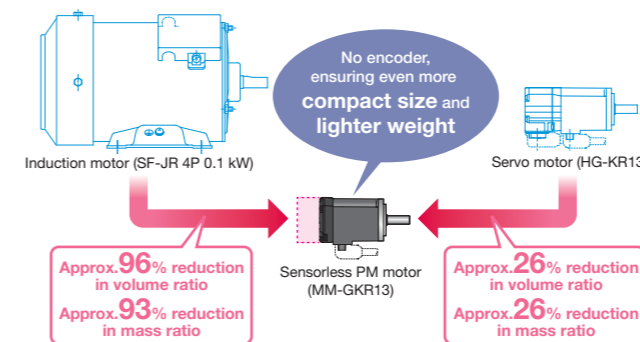 No encoder,
ensuring even more
compact size and
lighter weight
Induction motor (SF-JR 4P 0.1 kW)
Servo motor (HG-KR13
Sensorless PM motor
(MM-GKR13)
Approx.96% reduction
in volume ratio
Approx.93% reduction
in mass ratio
Approx.26% reduction
in volume ratio
Approx.26% reduction
in mass ratio